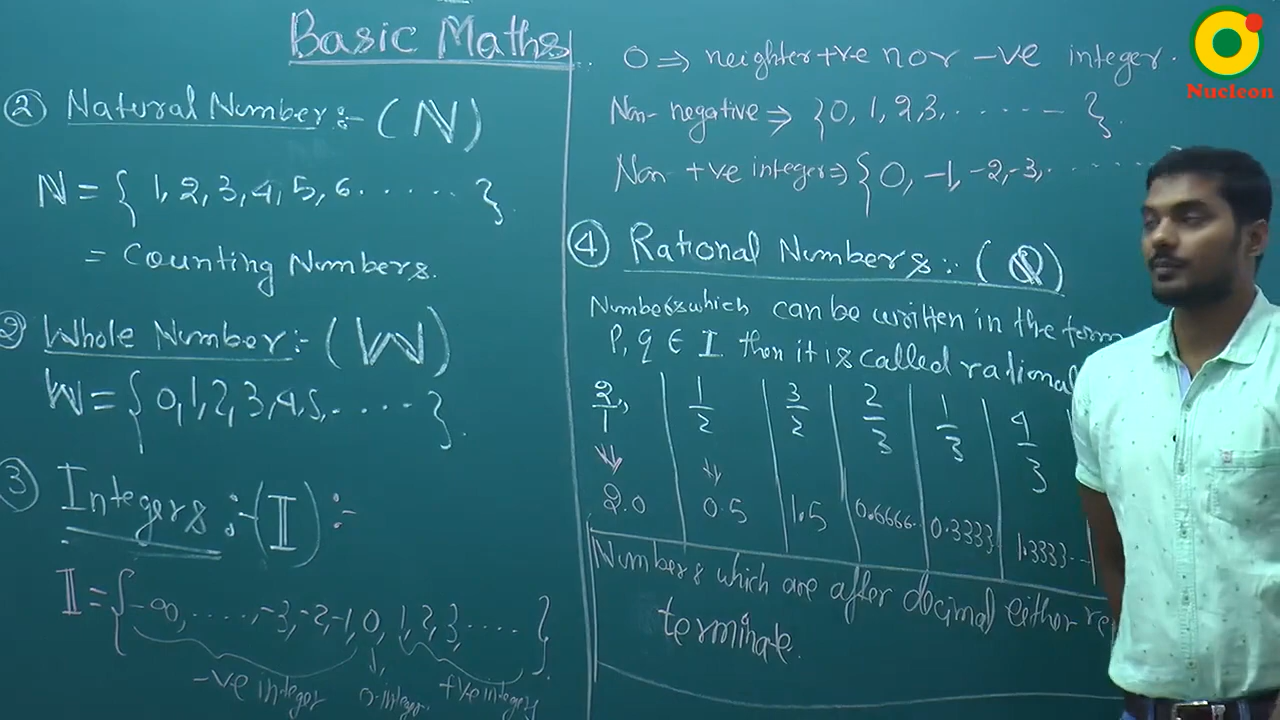 Basic Maths
② Natural Number :- (N)
N = { 1, 2, 3, 4, 5, 6 ...... }
= Counting Numbers.
② Whole Number :- (W)
W = { 0, 1, 2, 3, 4, 5, ..... }.
③ Integers :- (I) :-
I = { -∞, ......, -3, -2, -1, 0, 1, 2, 3, ..... }.
-ve integer
0-integer.
+ve integers
0 ⇒ neighter +ve nor -ve integer.
Non-negative ⇒ {0, 1, 2, 3, ...... }.
Non +ve integer ⇒ { 0, -1, -2, -3, ......
④ Rational Numbers :- (Q)
Numbers which can be written in the form
P, q ∈ I then it is called rational
2/1, | 1/2 | 3/2 | 2/3 | 1/3 | 4/3
2.0 | 0.5 | 1.5 | 0.6666.. | 0.3333.. | 1.3333...
Numbers which are after decimal either re
terminate.
Nucleon